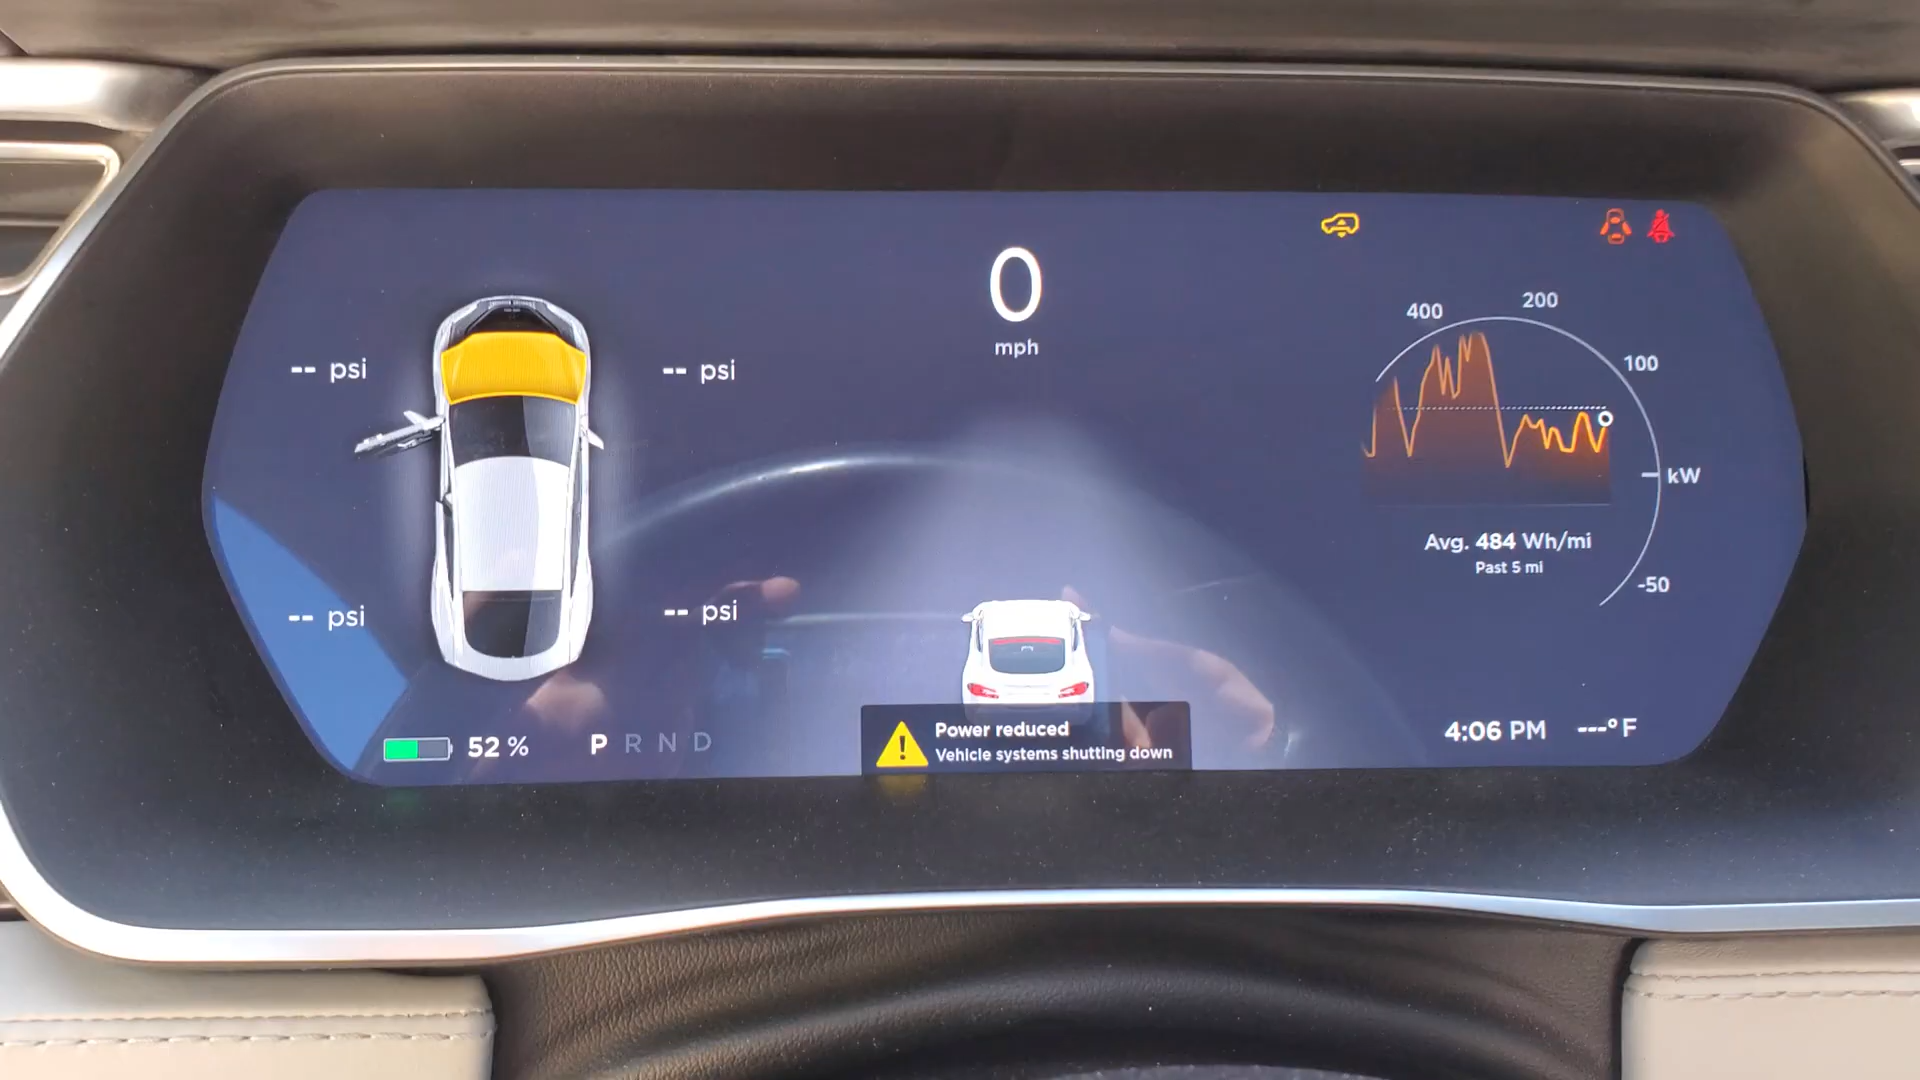 0
mph
-- psi
-- psi
-- psi
-- psi
400
200
100
kW
-50
Avg. 484 Wh/mi
Past 5 mi
52 %
P R N D
Power reduced
Vehicle systems shutting down
4:06 PM ---° F